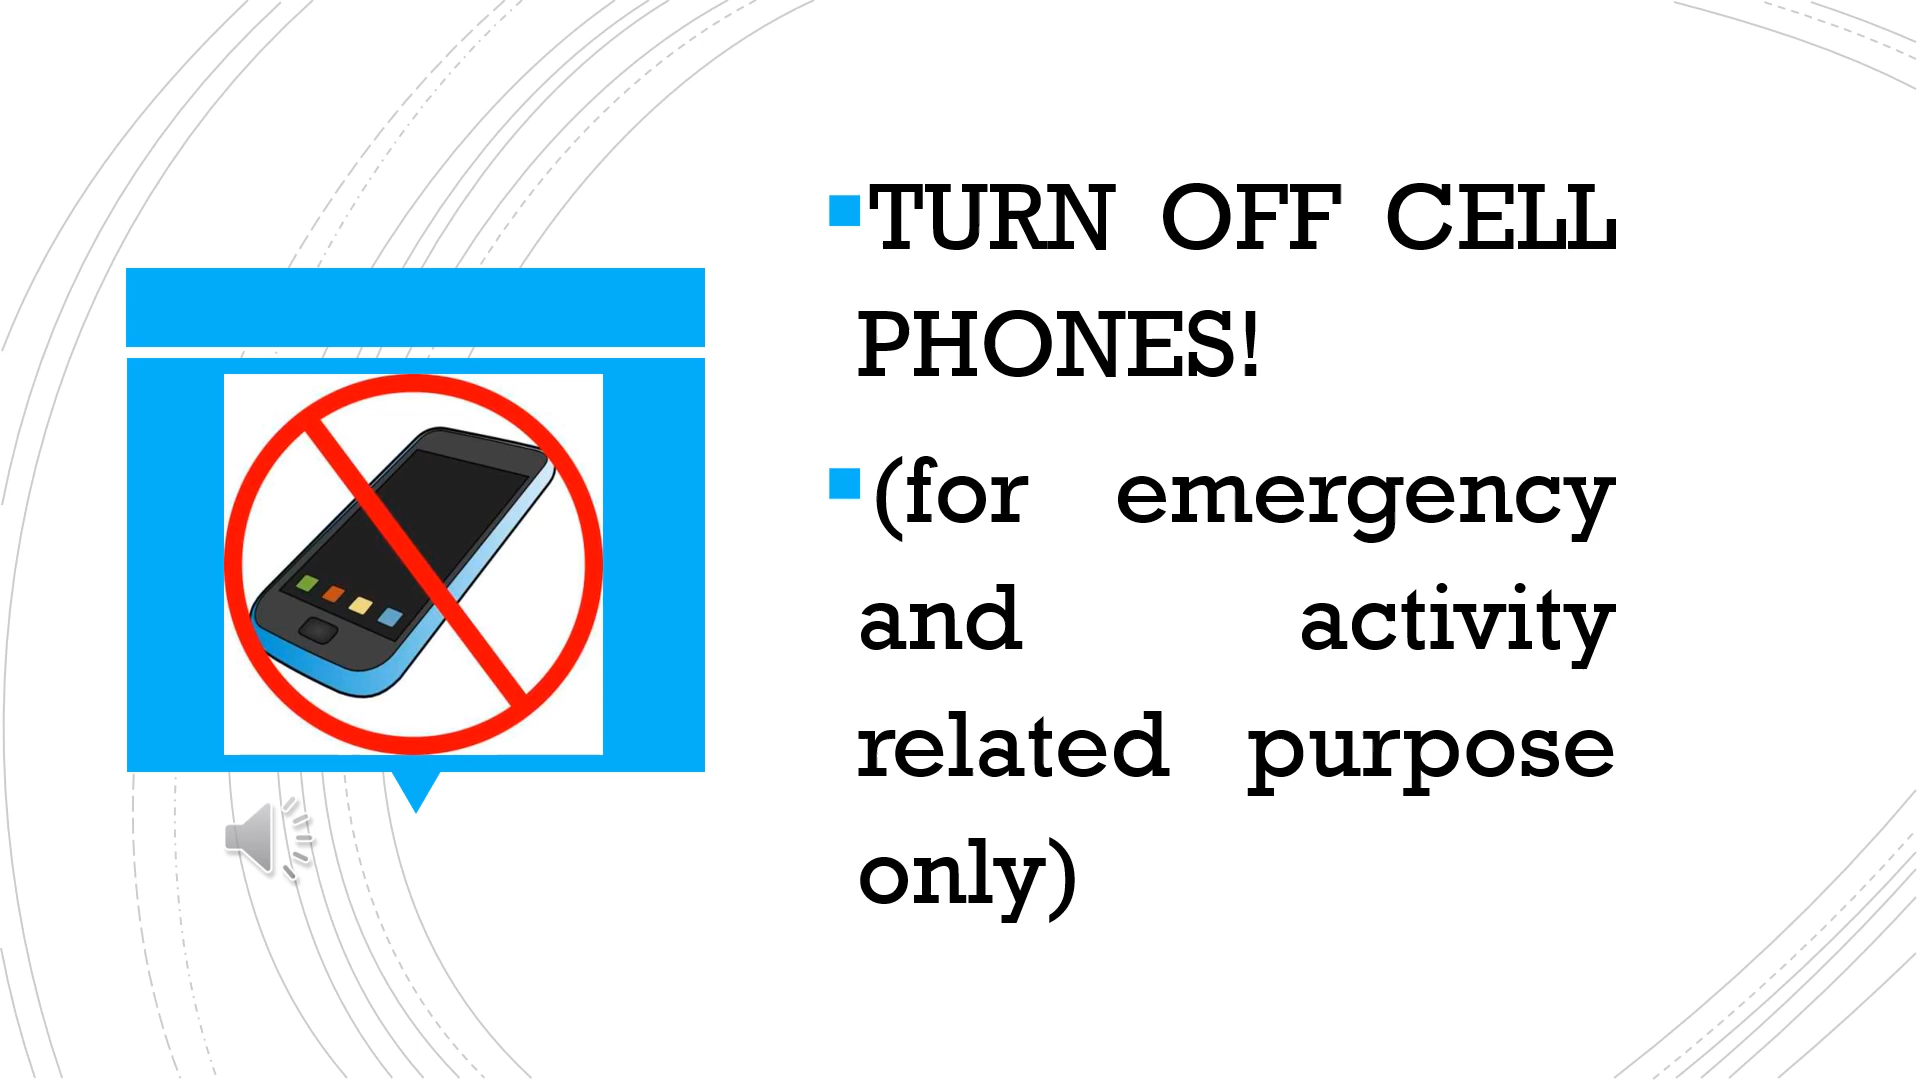 ▪TURN OFF CELL
PHONES!
▪(for emergency
and activity
related purpose
only)